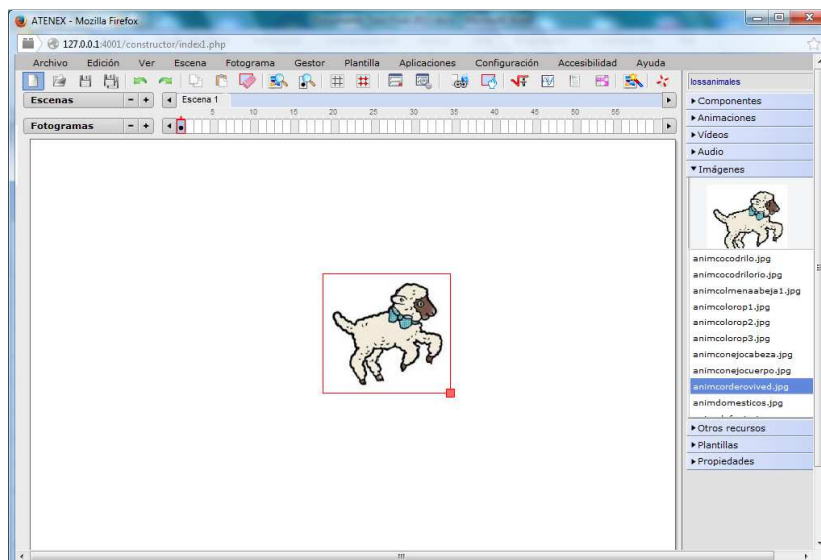 ATENEX - Mozilla Firefox
127.0.0.1:4001/constructor/index1.php
Archivo Edición Ver Escena Fotograma Gestor Plantilla Aplicaciones Configuración Accesibilidad Ayuda
lossanimales
Escenas - + Escena 1
5 10 15 20 25 30 35 40 45 50 55
Fotogramas - +
Componentes
Animaciones
Vídeos
Audio
Imágenes
animcocodrilo.jpg
animcocodrilorio.jpg
animcolmenaabeja1.jpg
animcolorop1.jpg
animcolorop2.jpg
animcolorop3.jpg
animconejocabeza.jpg
animconejocuerpo.jpg
animcorderovived.jpg
animdomesticos.jpg
Otros recursos
Plantillas
Propiedades